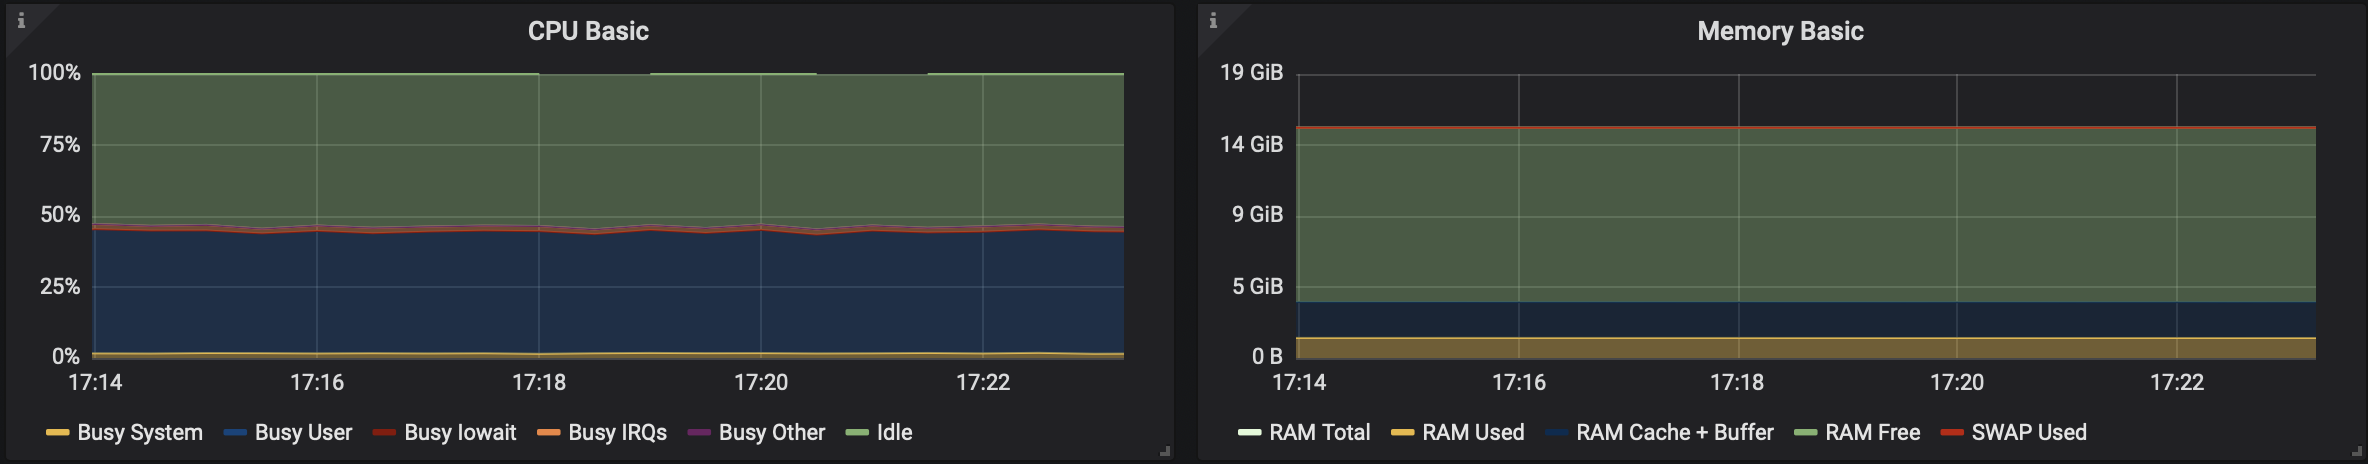 CPU Basic
100%
75%
50%
25%
0%
17:14 17:16 17:18 17:20 17:22
Busy System Busy User Busy Iowait Busy IRQs Busy Other Idle
Memory Basic
19 GiB
14 GiB
9 GiB
5 GiB
0 B
17:14 17:16 17:18 17:20 17:22
RAM Total RAM Used RAM Cache + Buffer RAM Free SWAP Used